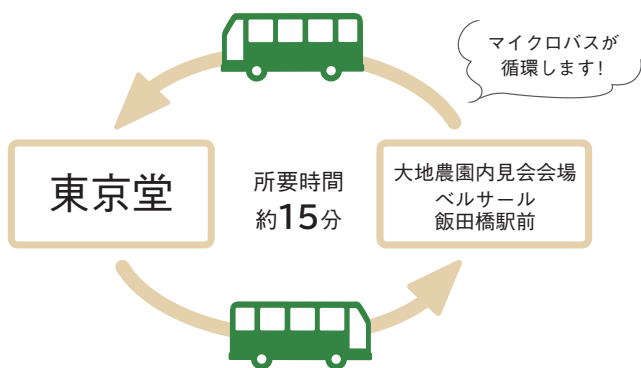 マイクロバスが
循環します!
東京堂
所要時間
約15分
大地農園内見会会場
ベルサール
飯田橋駅前